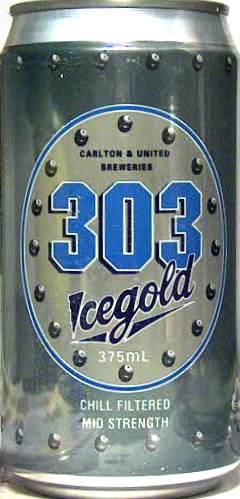 CARLTON & UNITED
BREWERIES
303
Icegold
375mL
CHILL FILTERED
MID STRENGTH